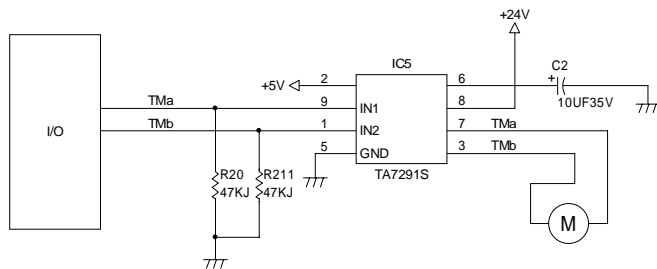 +24V
IC5
C2
+5V
2
6
+
10UF35V
TMa
9
IN1
8
I/O
TMb
1
IN2
7
TMa
5
GND
3
TMb
R20
47KJ
R211
47KJ
TA7291S
M